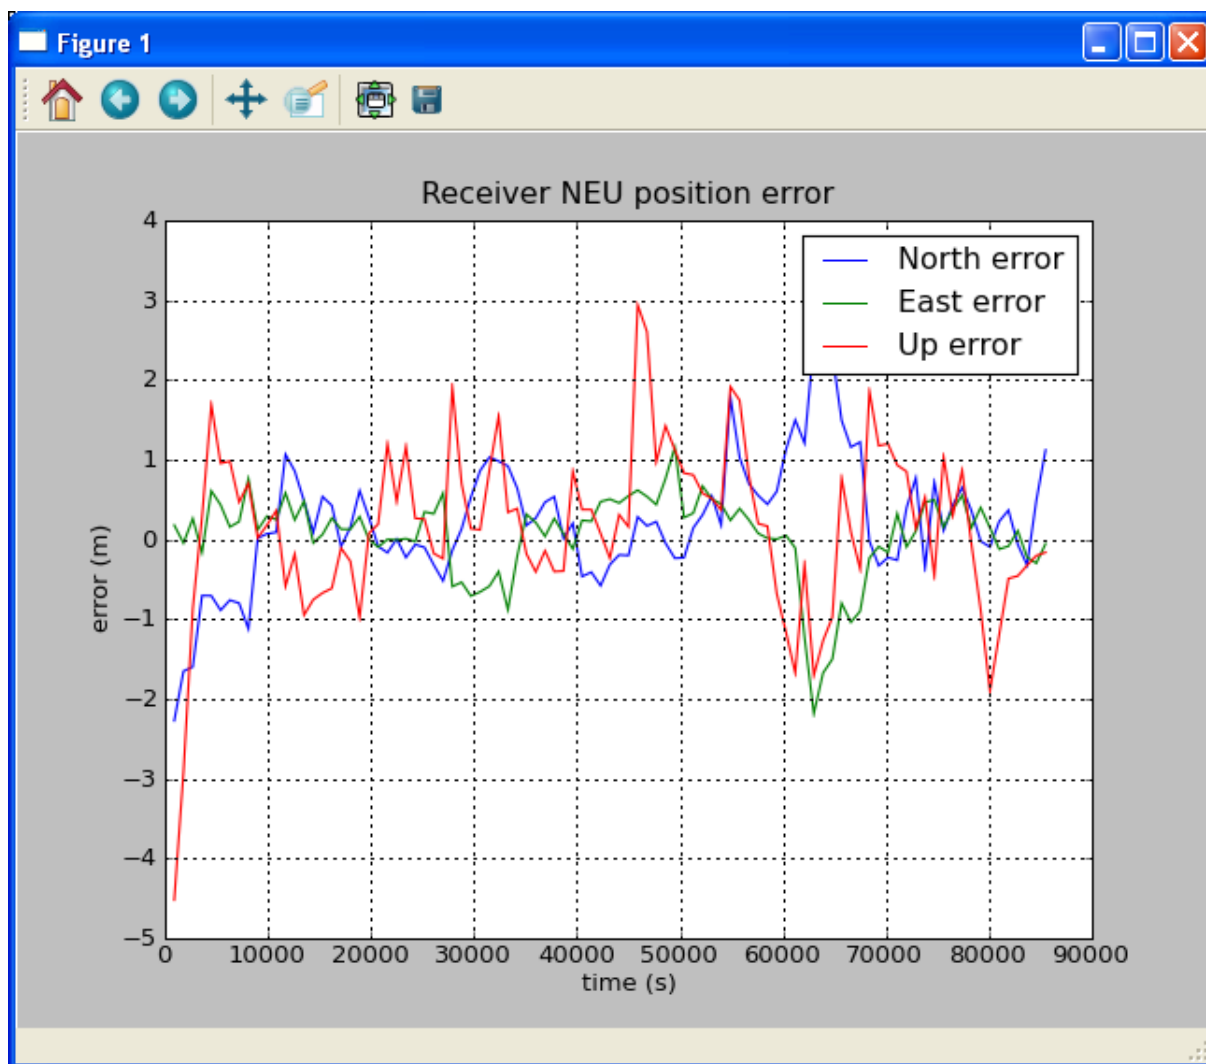 Figure 1
Receiver NEU position error
4
3
2
1
0
−1
−2
−3
−4
−5
error (m)
North error
East error
Up error
0 10000 20000 30000 40000 50000 60000 70000 80000 90000
time (s)